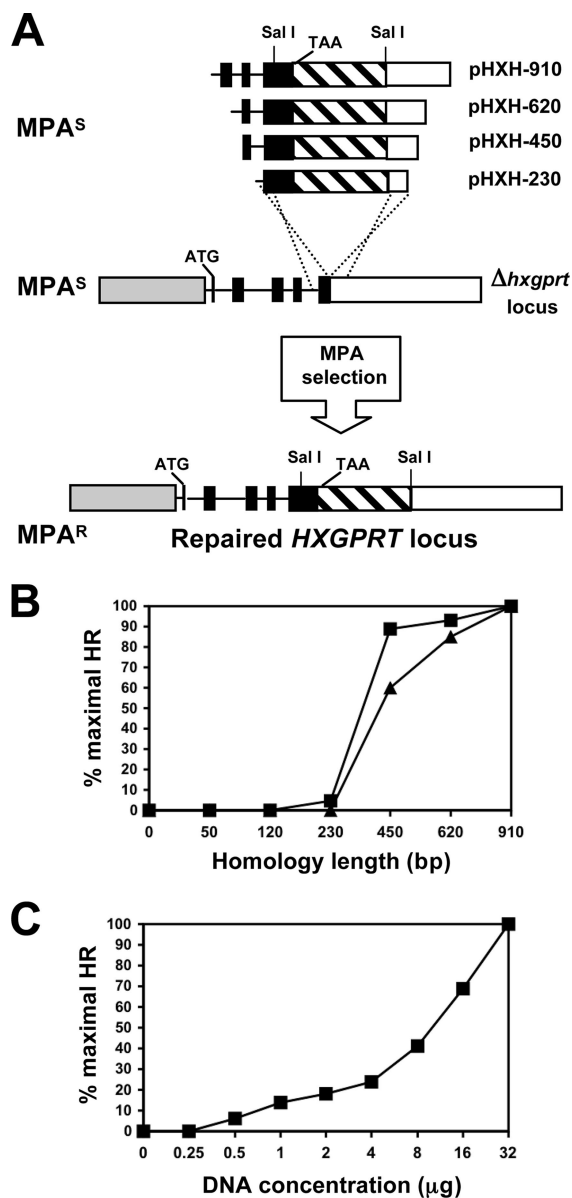 A
Sal I
TAA
Sal I
pHXH-910
pHXH-620
MPAS
pHXH-450
pHXH-230
ATG
MPAS
Δhxgprt
locus
MPA
selection
ATG
Sal I
TAA
Sal I
MPAR
Repaired HXGPRT locus
B
% maximal HR
100
90
80
70
60
50
40
30
20
10
0
0 50 120 230 450 620 910
Homology length (bp)
C
% maximal HR
100
90
80
70
60
50
40
30
20
10
0
0 0.25 0.5 1 2 4 8 16 32
DNA concentration (μg)